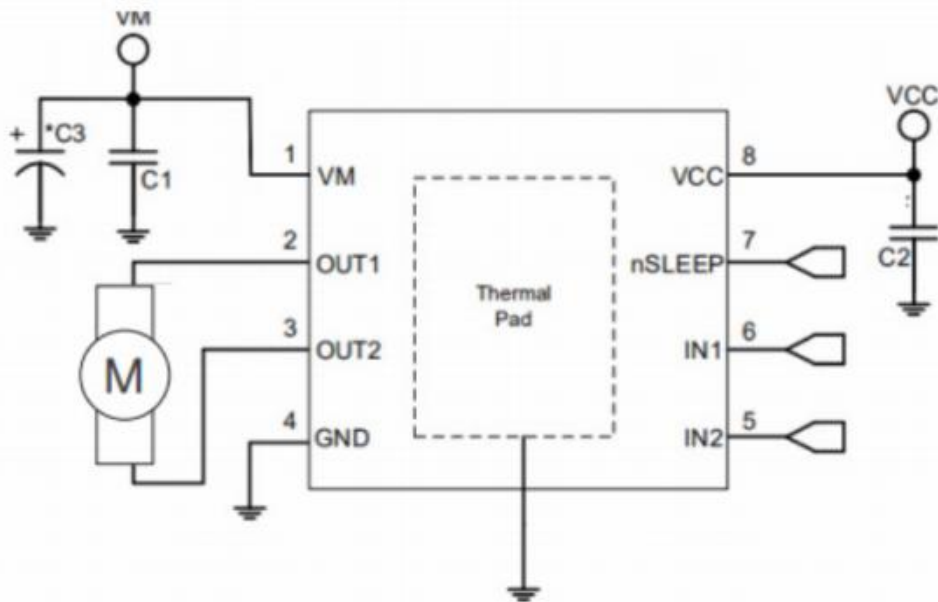 VM
VCC
+ *C3
C1
1
VM
VCC
8
2
OUT1
nSLEEP
7
C2
Thermal
Pad
3
OUT2
IN1
6
M
4
GND
IN2
5